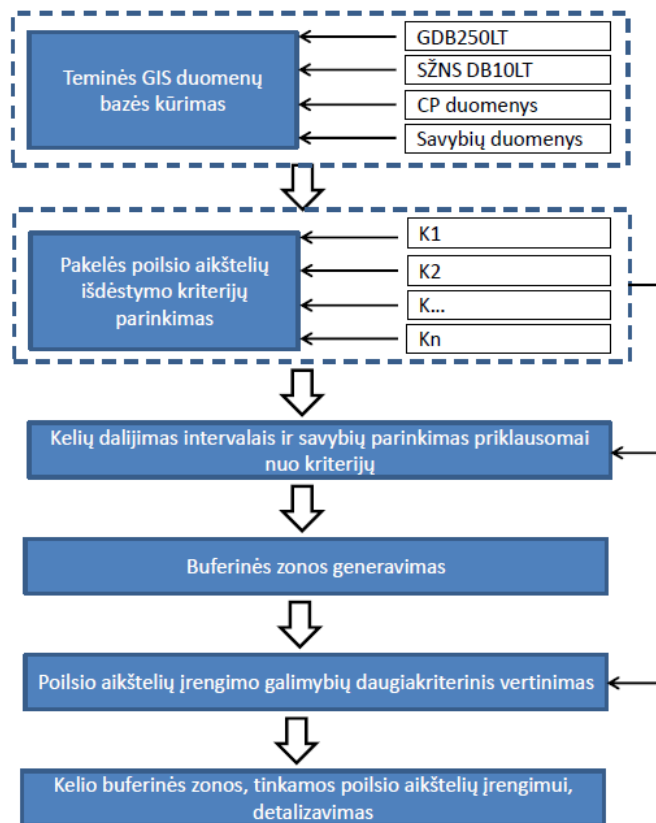 GDB250LT
SŽNS DB10LT
CP duomenys
Savybių duomenys
Teminės GIS duomenų
bazės kūrimas
K1
K2
K...
Kn
Pakelės poilsio aikštelių
išdėstymo kriterijų
parinkimas
Kelių dalijimas intervalais ir savybių parinkimas priklausomai
nuo kriterijų
Buferinės zonos generavimas
Poilsio aikštelių įrengimo galimybių daugiakriterinis vertinimas
Kelio buferinės zonos, tinkamos poilsio aikštelių įrengimui,
detalizavimas